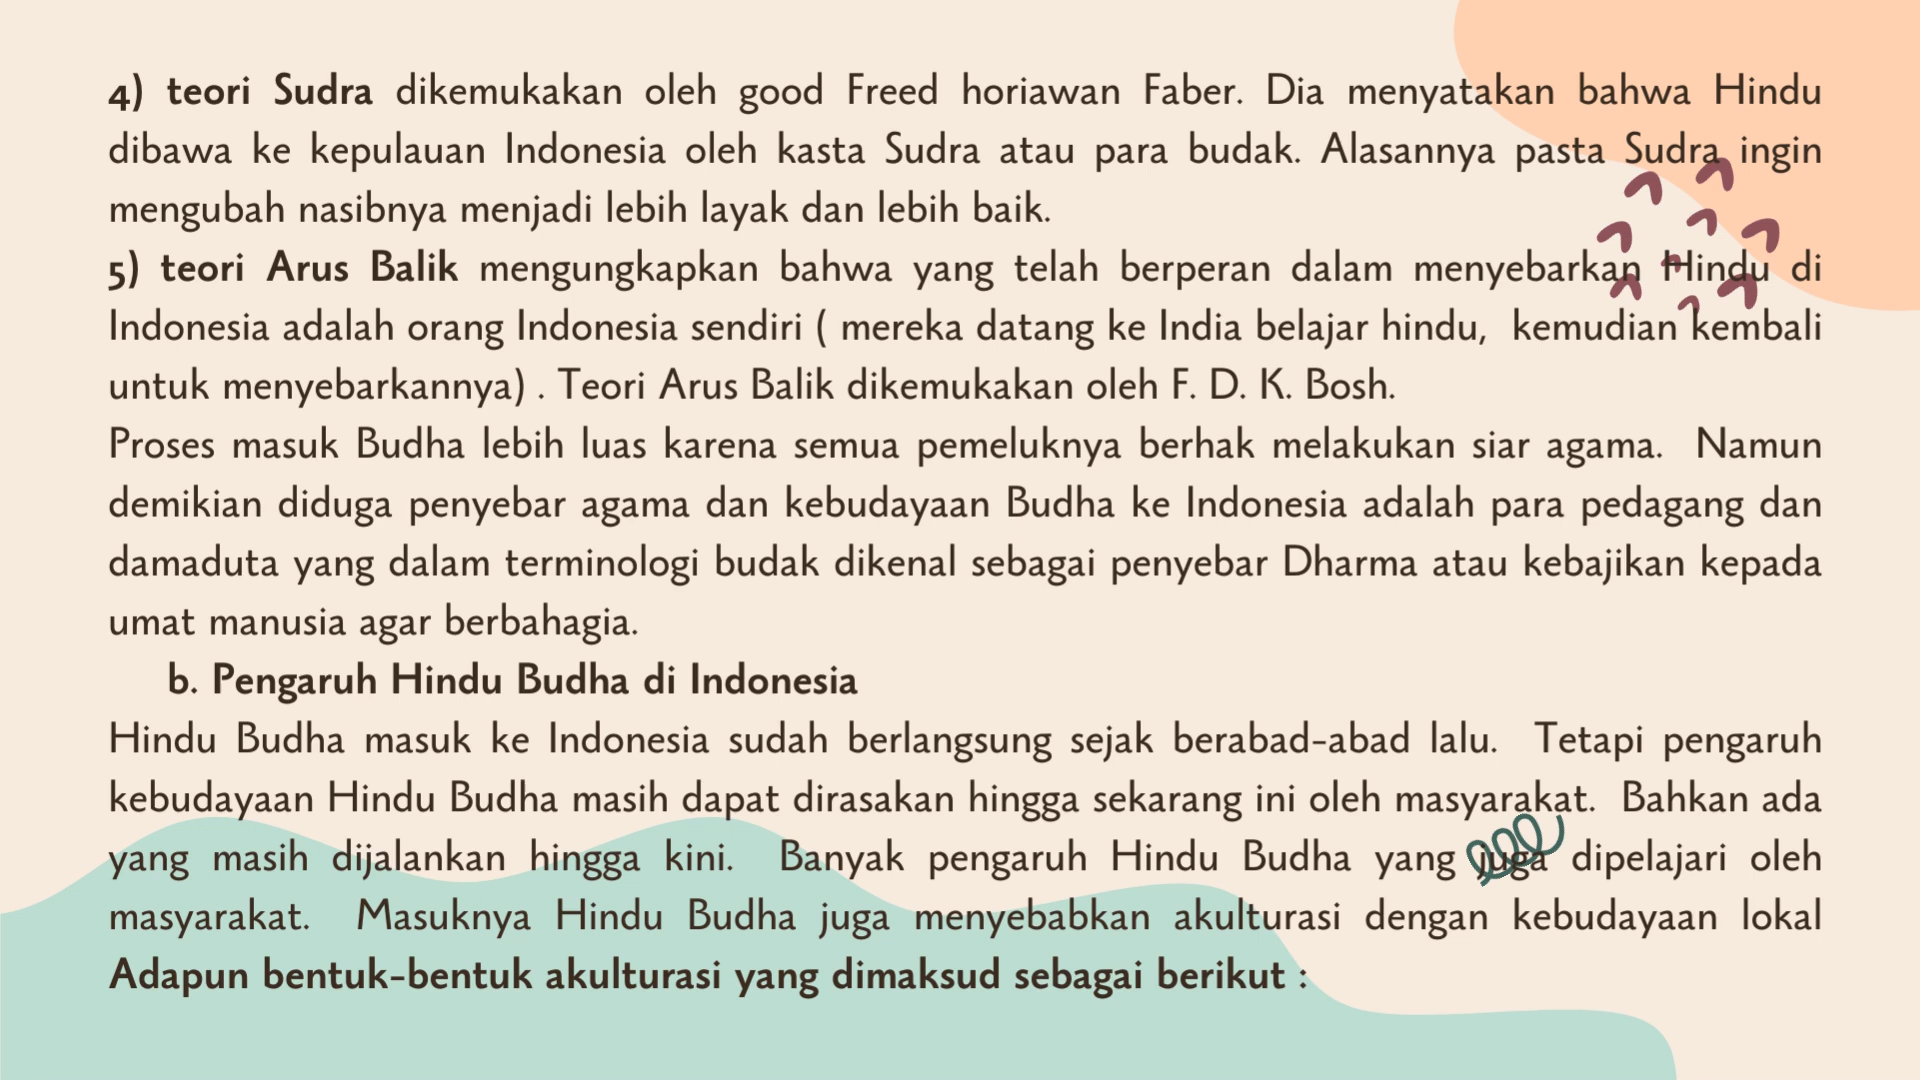 4) teori Sudra dikemukakan oleh good Freed horiawan Faber. Dia menyatakan bahwa Hindu
dibawa ke kepulauan Indonesia oleh kasta Sudra atau para budak. Alasannya pasta Sudra ingin
mengubah nasibnya menjadi lebih layak dan lebih baik.
5) teori Arus Balik mengungkapkan bahwa yang telah berperan dalam menyebarkan Hindu di
Indonesia adalah orang Indonesia sendiri ( mereka datang ke India belajar hindu,  kemudian kembali
untuk menyebarkannya) . Teori Arus Balik dikemukakan oleh F. D. K. Bosh.
Proses masuk Budha lebih luas karena semua pemeluknya berhak melakukan siar agama.  Namun
demikian diduga penyebar agama dan kebudayaan Budha ke Indonesia adalah para pedagang dan
damaduta yang dalam terminologi budak dikenal sebagai penyebar Dharma atau kebajikan kepada
umat manusia agar berbahagia.
b. Pengaruh Hindu Budha di Indonesia
Hindu Budha masuk ke Indonesia sudah berlangsung sejak berabad-abad lalu.  Tetapi pengaruh
kebudayaan Hindu Budha masih dapat dirasakan hingga sekarang ini oleh masyarakat.  Bahkan ada
yang masih dijalankan hingga kini.  Banyak pengaruh Hindu Budha yang juga dipelajari oleh
masyarakat.  Masuknya Hindu Budha juga menyebabkan akulturasi dengan kebudayaan lokal
Adapun bentuk-bentuk akulturasi yang dimaksud sebagai berikut :